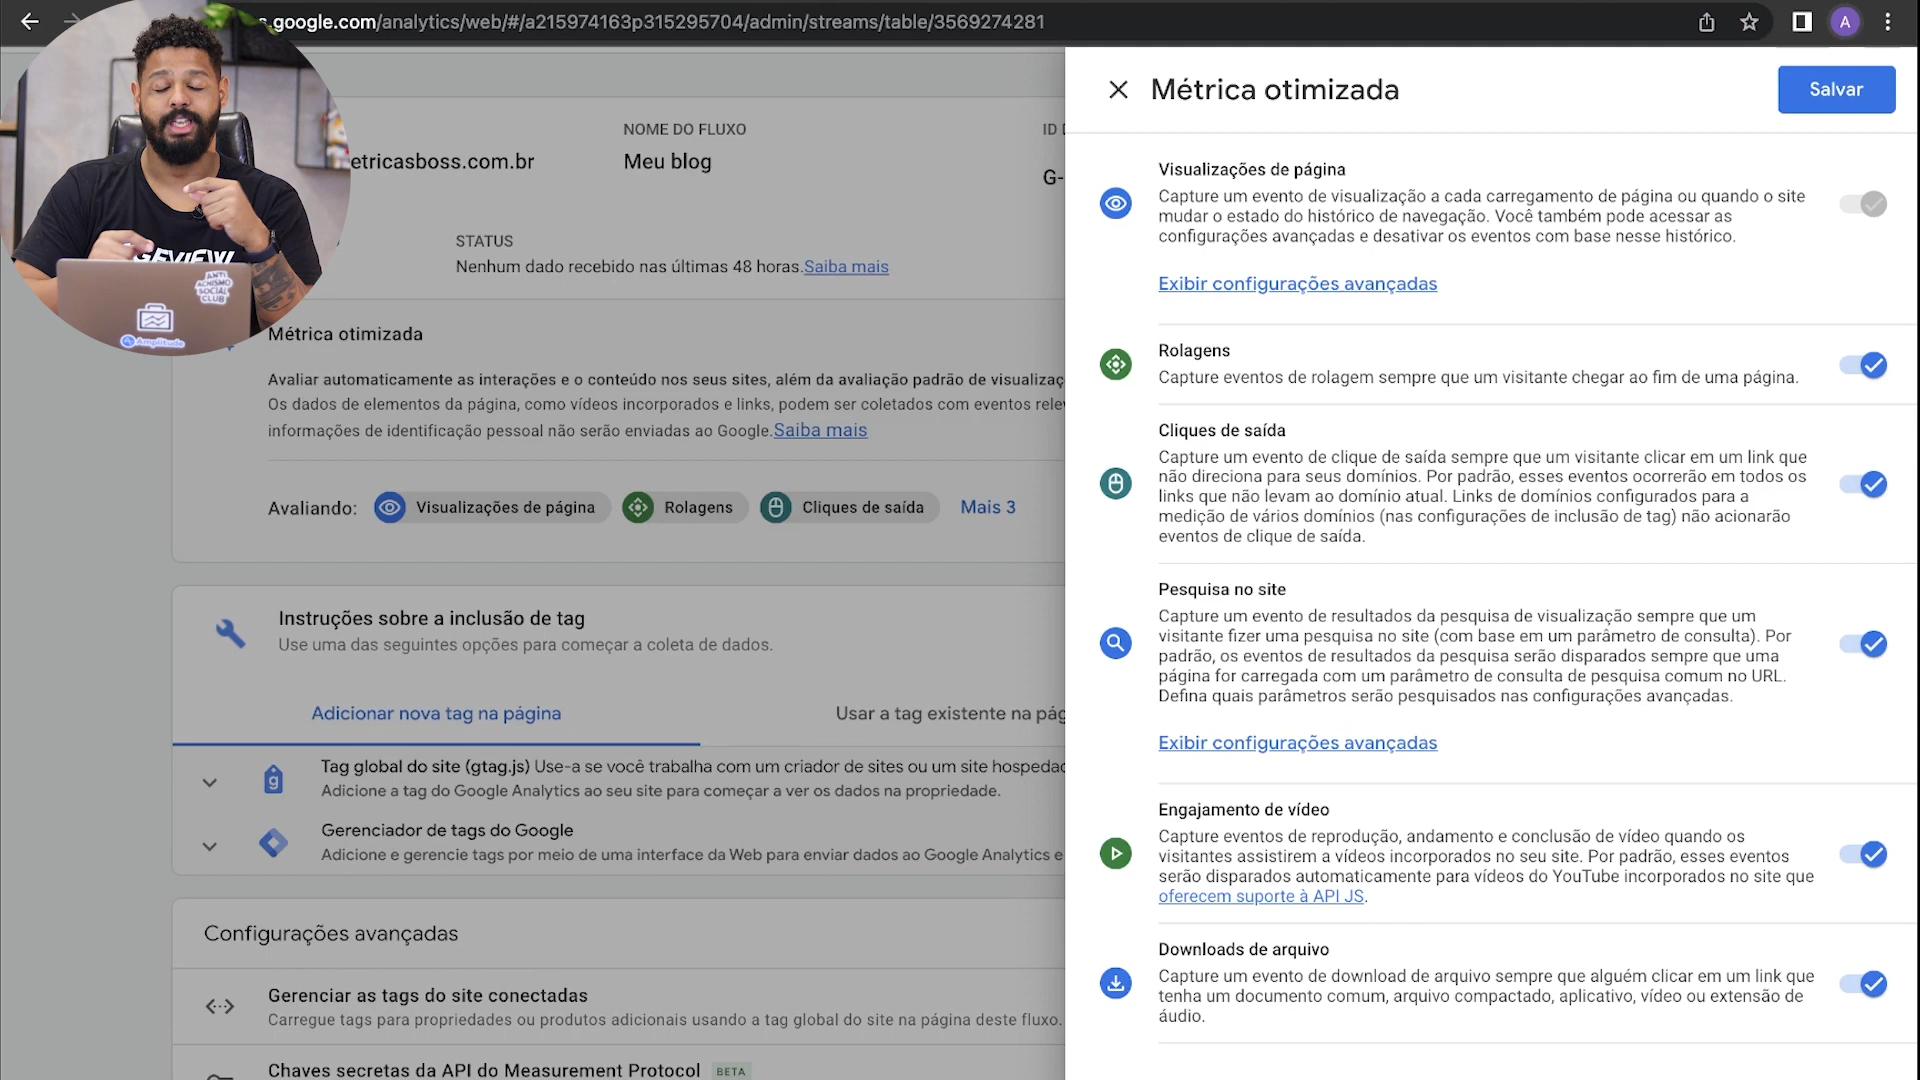 s.google.com/analytics/web/#/a215974163p315295704/admin/streams/table/3569274281
A
etricasboss.com.br
NOME DO FLUXO
Meu blog
ID D
G-
STATUS
Nenhum dado recebido nas últimas 48 horas.Saiba mais
ANTI
ACHISMO
SOCIAL
CLUB
Amplitude
Métrica otimizada
Avaliar automaticamente as interações e o conteúdo nos seus sites, além da avaliação padrão de visualizaç
Os dados de elementos da página, como vídeos incorporados e links, podem ser coletados com eventos rele
informações de identificação pessoal não serão enviadas ao Google.Saiba mais
Avaliando:
Visualizações de página
Rolagens
Cliques de saída
Mais 3
Instruções sobre a inclusão de tag
Use uma das seguintes opções para começar a coleta de dados.
Adicionar nova tag na página
Usar a tag existente na pág
Tag global do site (gtag.js) Use-a se você trabalha com um criador de sites ou um site hospedad
Adicione a tag do Google Analytics ao seu site para começar a ver os dados na propriedade.
Gerenciador de tags do Google
Adicione e gerencie tags por meio de uma interface da Web para enviar dados ao Google Analytics e
Configurações avançadas
Gerenciar as tags do site conectadas
Carregue tags para propriedades ou produtos adicionais usando a tag global do site na página deste fluxo.
Chaves secretas da API do Measurement Protocol BETA
Métrica otimizada
Salvar
Visualizações de página
Capture um evento de visualização a cada carregamento de página ou quando o site
mudar o estado do histórico de navegação. Você também pode acessar as
configurações avançadas e desativar os eventos com base nesse histórico.
Exibir configurações avançadas
Rolagens
Capture eventos de rolagem sempre que um visitante chegar ao fim de uma página.
Cliques de saída
Capture um evento de clique de saída sempre que um visitante clicar em um link que
não direciona para seus domínios. Por padrão, esses eventos ocorrerão em todos os
links que não levam ao domínio atual. Links de domínios configurados para a
medição de vários domínios (nas configurações de inclusão de tag) não acionarão
eventos de clique de saída.
Pesquisa no site
Capture um evento de resultados da pesquisa de visualização sempre que um
visitante fizer uma pesquisa no site (com base em um parâmetro de consulta). Por
padrão, os eventos de resultados da pesquisa serão disparados sempre que uma
página for carregada com um parâmetro de consulta de pesquisa comum no URL.
Defina quais parâmetros serão pesquisados nas configurações avançadas.
Exibir configurações avançadas
Engajamento de vídeo
Capture eventos de reprodução, andamento e conclusão de vídeo quando os
visitantes assistirem a vídeos incorporados no seu site. Por padrão, esses eventos
serão disparados automaticamente para vídeos do YouTube incorporados no site que
oferecem suporte à API JS.
Downloads de arquivo
Capture um evento de download de arquivo sempre que alguém clicar em um link que
tenha um documento comum, arquivo compactado, aplicativo, vídeo ou extensão de
áudio.